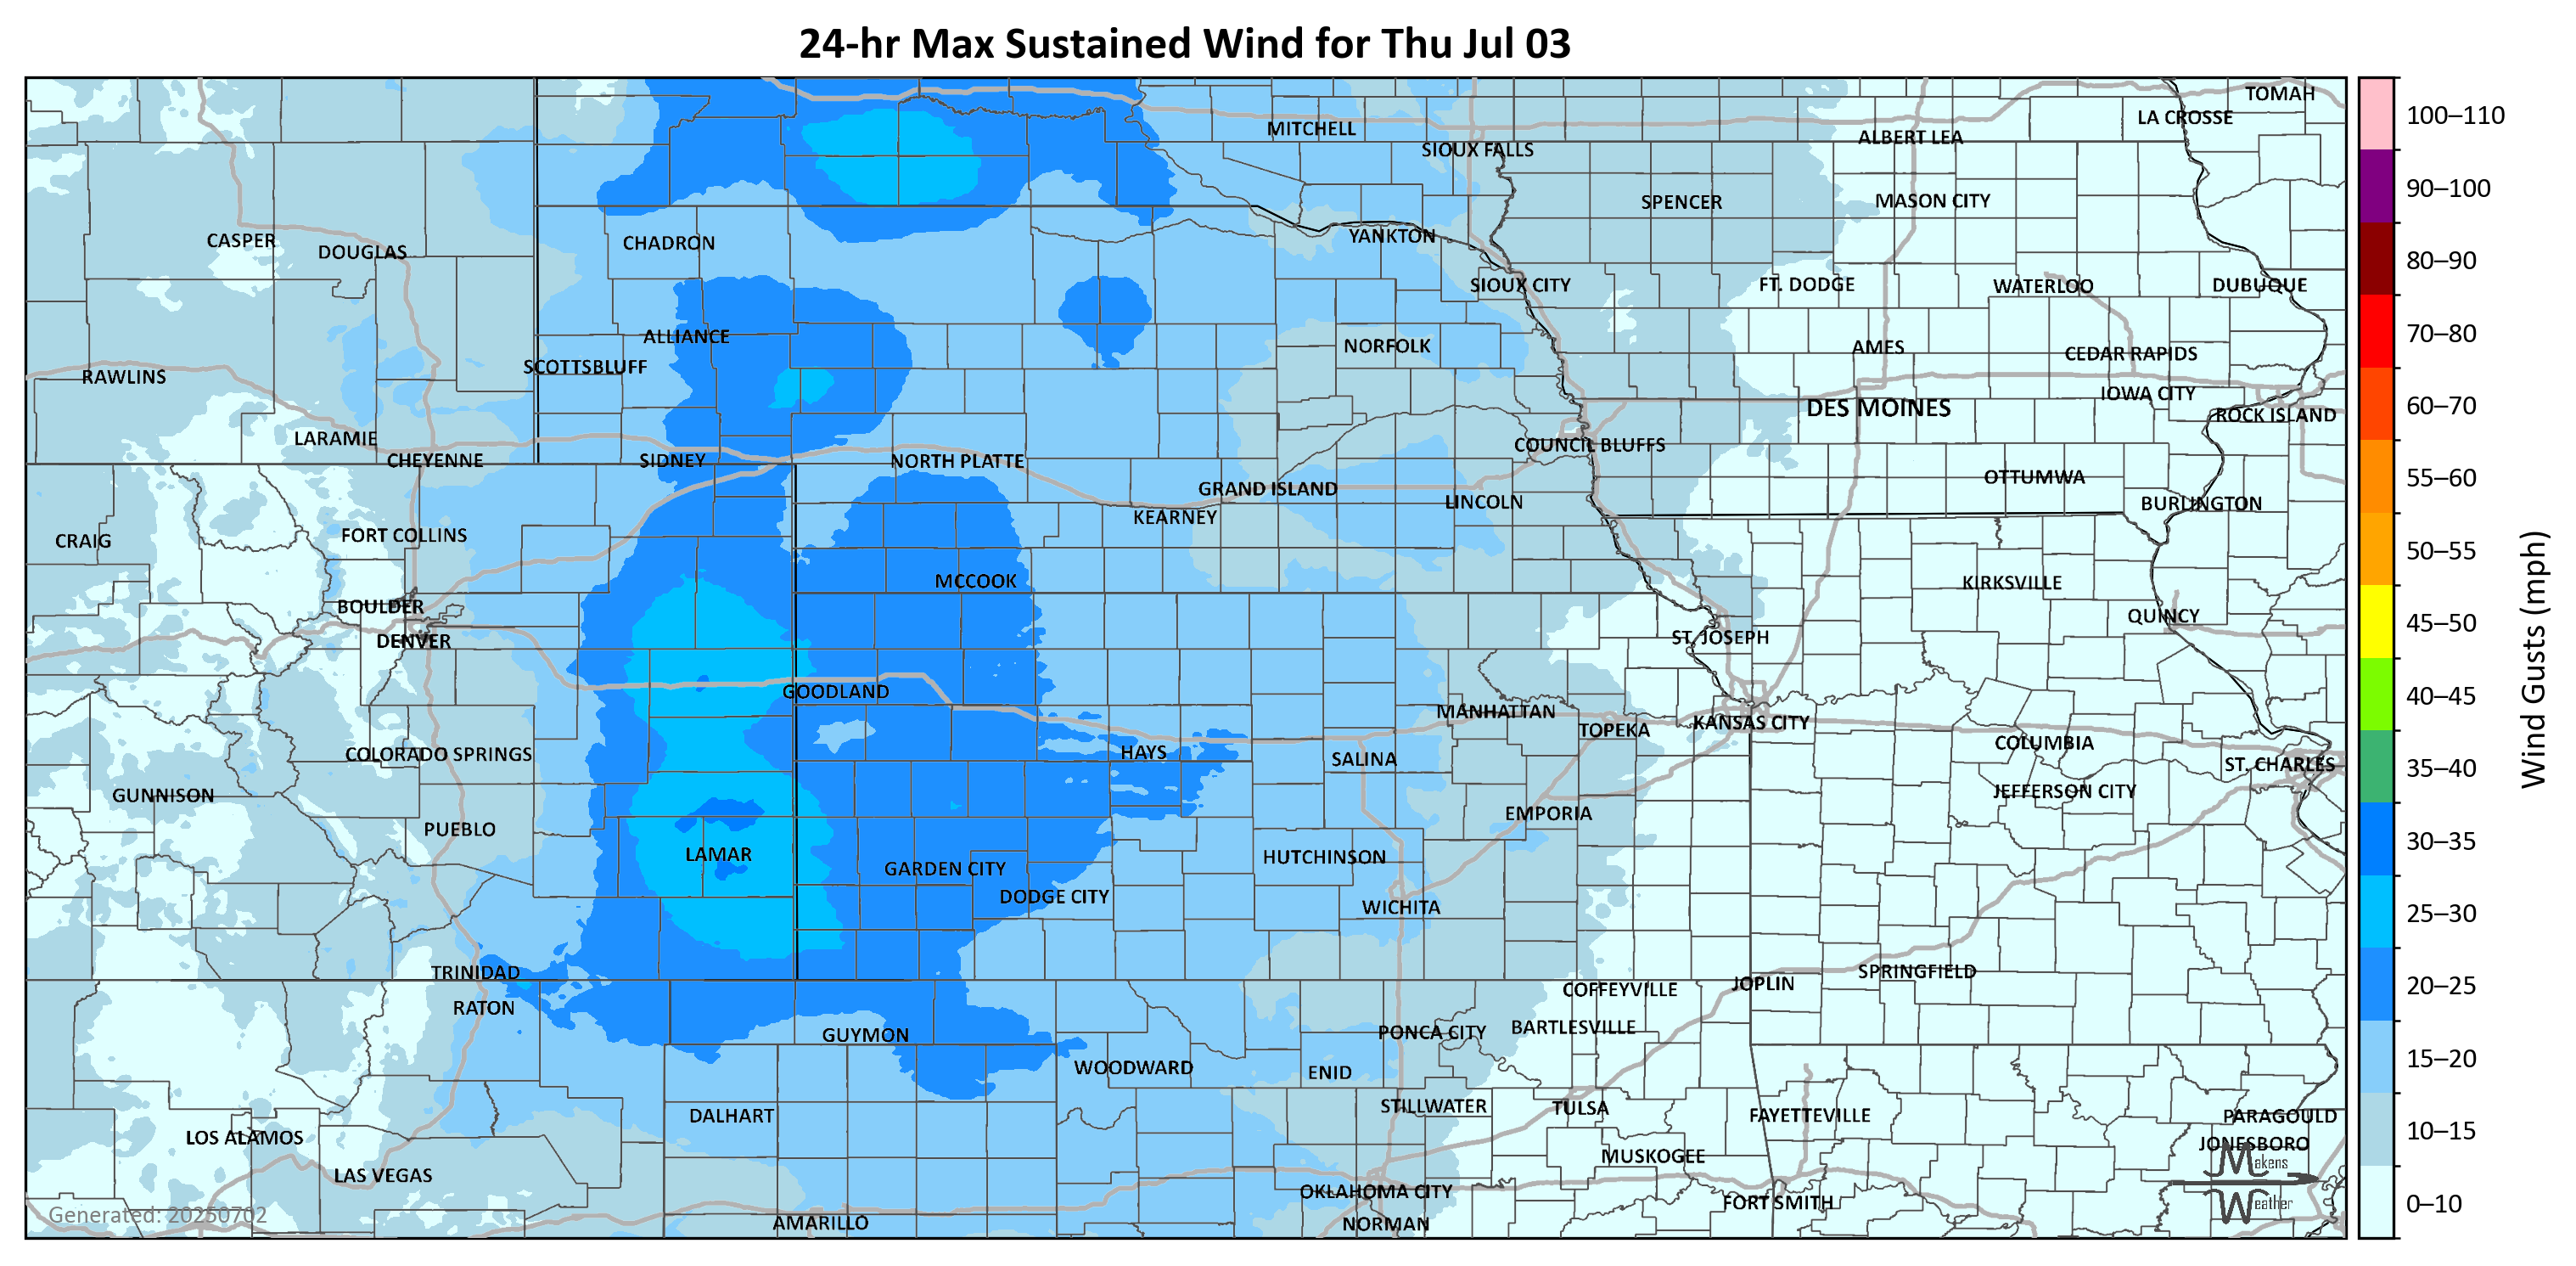 24-hr Max Sustained Wind for Thu Jul 03
TOMAH
LA CROSSE
MITCHELL
ALBERT LEA
SIOUX FALLS
SPENCER
MASON CITY
CASPER
DOUGLAS
CHADRON
YANKTON
SIOUX CITY
FT. DODGE
WATERLOO
DUBUQUE
ALLIANCE
NORFOLK
AMES
CEDAR RAPIDS
SCOTTSBLUFF
RAWLINS
IOWA CITY
DES MOINES
ROCK ISLAND
LARAMIE
COUNCIL BLUFFS
CHEYENNE
SIDNEY
NORTH PLATTE
OTTUMWA
GRAND ISLAND
LINCOLN
BURLINGTON
KEARNEY
CRAIG
FORT COLLINS
MCCOOK
KIRKSVILLE
BOULDER
QUINCY
DENVER
ST. JOSEPH
GOODLAND
MANHATTAN
TOPEKA
KANSAS CITY
COLUMBIA
COLORADO SPRINGS
HAYS
SALINA
ST. CHARLES
GUNNISON
JEFFERSON CITY
EMPORIA
PUEBLO
LAMAR
GARDEN CITY
HUTCHINSON
DODGE CITY
WICHITA
TRINIDAD
SPRINGFIELD
JOPLIN
COFFEYVILLE
RATON
GUYMON
PONCA CITY
BARTLESVILLE
WOODWARD
ENID
DALHART
STILLWATER
TULSA
FAYETTEVILLE
PARAGOULD
LOS ALAMOS
JONESBORO
LAS VEGAS
MUSKOGEE
OKLAHOMA CITY
FORT SMITH
AMARILLO
NORMAN
Generated: 20250702
Makens
Weather
100–110
90–100
80–90
70–80
60–70
55–60
50–55
45–50
40–45
35–40
30–35
25–30
20–25
15–20
10–15
0–10
Wind Gusts (mph)